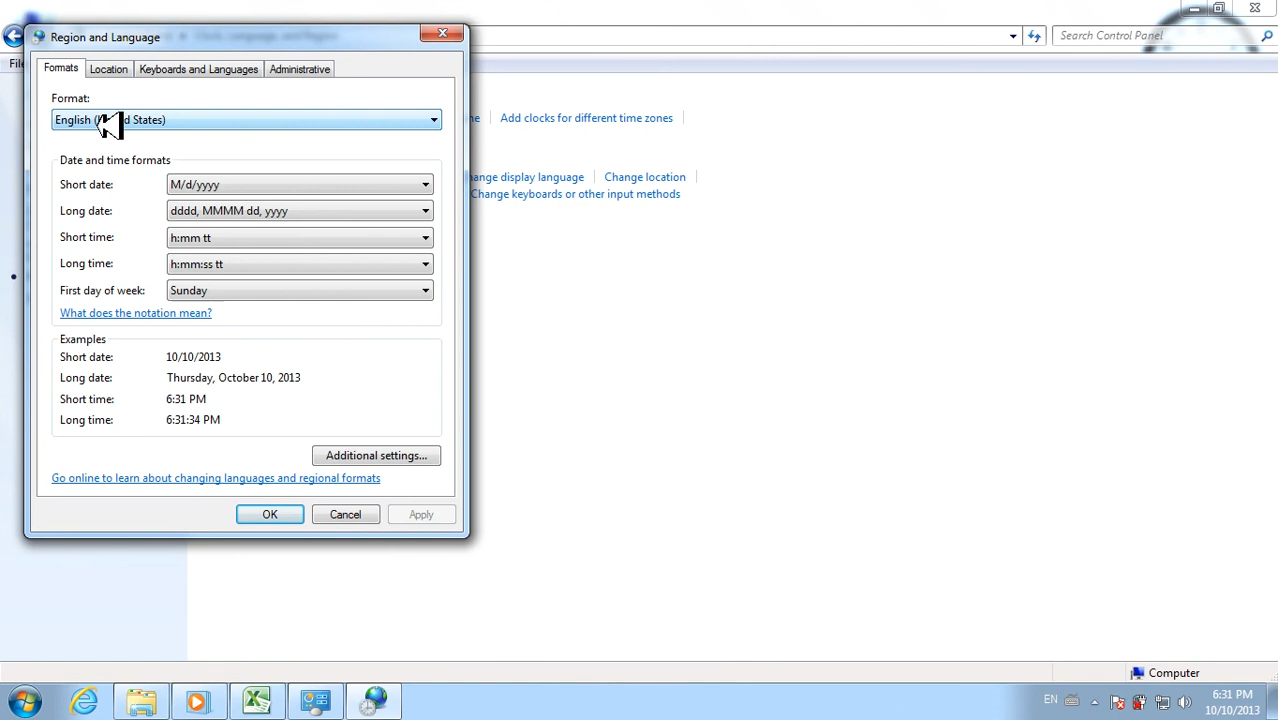 Region and Language
Search Control Panel
Formats
Location
Keyboards and Languages
Administrative
Format:
English (      d States)
Add clocks for different time zones
Date and time formats
Short date: M/d/yyyy
Long date: dddd, MMMM dd, yyyy
Short time: h:mm tt
Long time: h:mm:ss tt
First day of week: Sunday
What does the notation mean?
ange display language
Change location
Change keyboards or other input methods
Examples
Short date: 10/10/2013
Long date: Thursday, October 10, 2013
Short time: 6:31 PM
Long time: 6:31:34 PM
Additional settings...
Go online to learn about changing languages and regional formats
OK
Cancel
Apply
Computer
EN
6:31 PM
10/10/2013